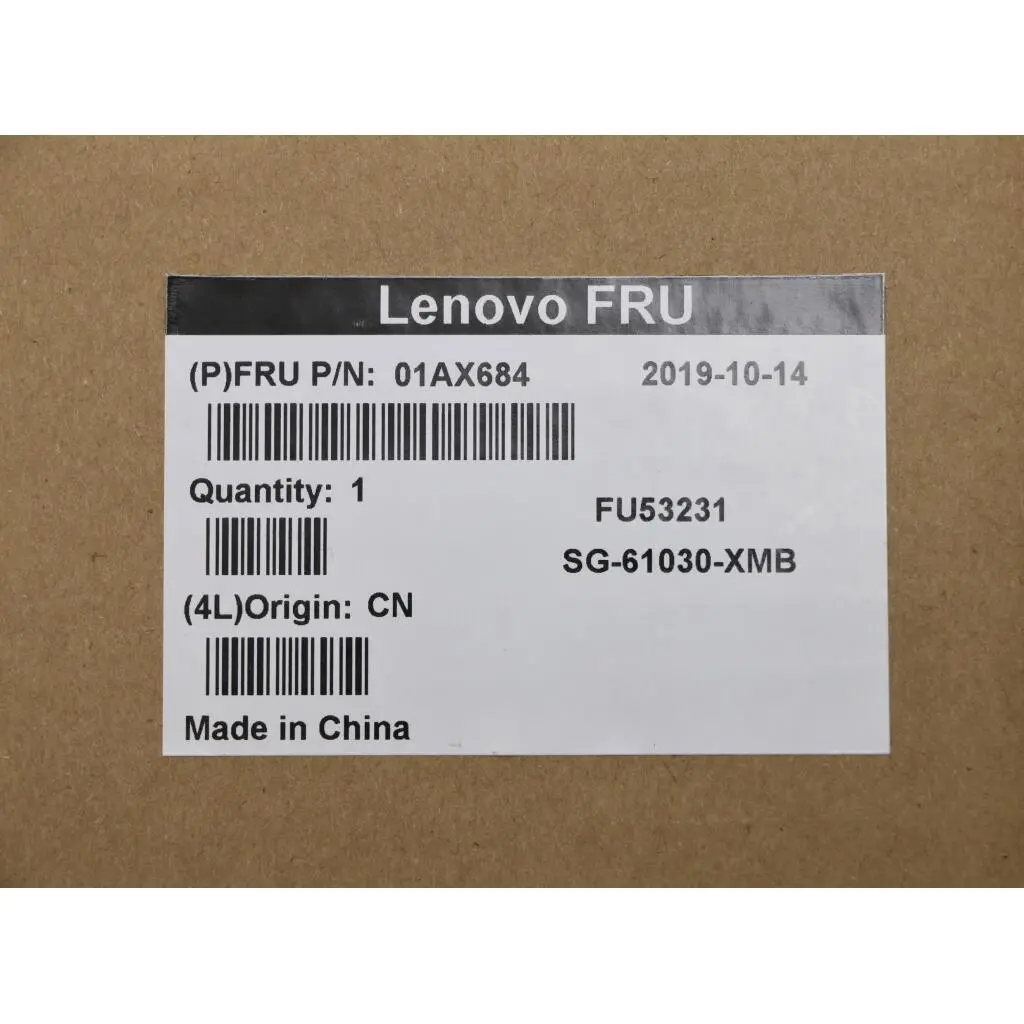 Lenovo FRU
(P)FRU P/N: 01AX684
2019-10-14
Quantity: 1
FU53231
SG-61030-XMB
(4L)Origin: CN
Made in China